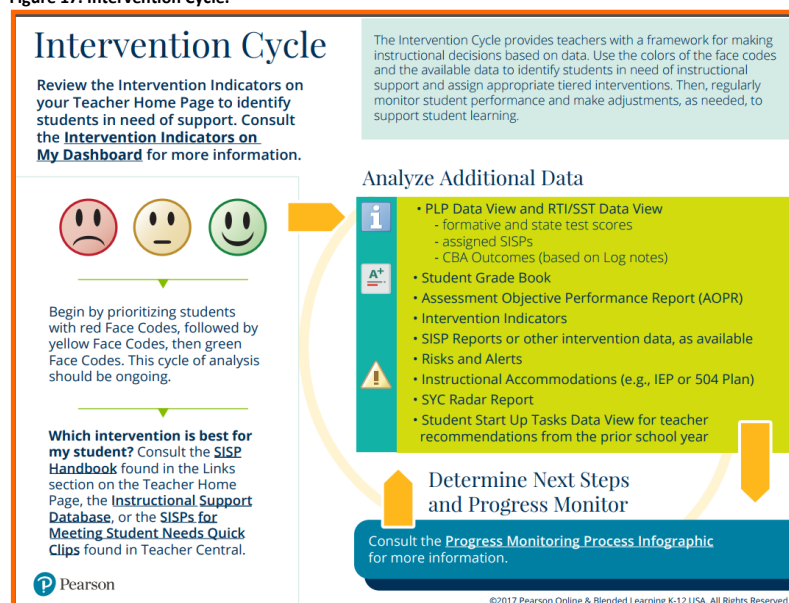 Figure 17. Intervention Cycle.
Intervention Cycle
Review the Intervention Indicators on
your Teacher Home Page to identify
students in need of support. Consult
the Intervention Indicators on
My Dashboard for more information.
The Intervention Cycle provides teachers with a framework for making
instructional decisions based on data. Use the colors of the face codes
and the available data to identify students in need of instructional
support and assign appropriate tiered interventions. Then, regularly
monitor student performance and make adjustments, as needed, to
support student learning.
Begin by prioritizing students
with red Face Codes, followed by
yellow Face Codes, then green
Face Codes. This cycle of analysis
should be ongoing.
Which intervention is best for
my student? Consult the SISP
Handbook found in the Links
section on the Teacher Home
Page, the Instructional Support
Database, or the SISPs for
Meeting Student Needs Quick
Clips found in Teacher Central.
Pearson
Analyze Additional Data
i
A+
• PLP Data View and RTI/SST Data View
- formative and state test scores
- assigned SISPs
- CBA Outcomes (based on Log notes)
• Student Grade Book
• Assessment Objective Performance Report (AOPR)
• Intervention Indicators
• SISP Reports or other intervention data, as available
• Risks and Alerts
• Instructional Accommodations (e.g., IEP or 504 Plan)
• SYC Radar Report
• Student Start Up Tasks Data View for teacher
recommendations from the prior school year
Determine Next Steps
and Progress Monitor
Consult the Progress Monitoring Process Infographic
for more information.
©2017 Pearson Online & Blended Learning K-12 USA. All Rights Reserved.